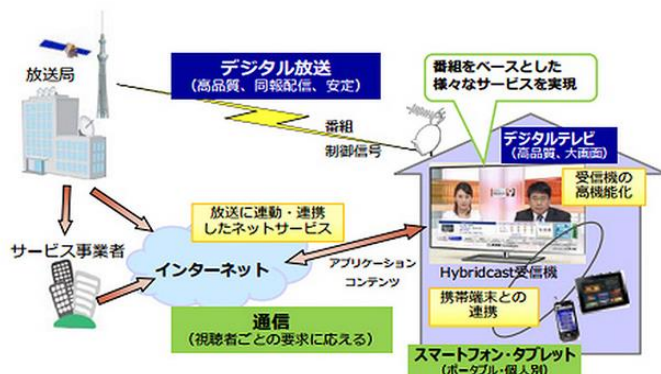 放送局
デジタル放送
(高品質、同報配信、安定)
番組をベースとした
様々なサービスを実現
番組
制御信号
デジタルテレビ
(高品質、大画面)
受信機の
高機能化
放送に連動・連携
したネットサービス
サービス事業者
インターネット
アプリケーション
コンテンツ
Hybridcast受信機
携帯端末との
連携
通信
(視聴者ごとの要求に応える)
スマートフォン・タブレット
(ポータブル・個人別)